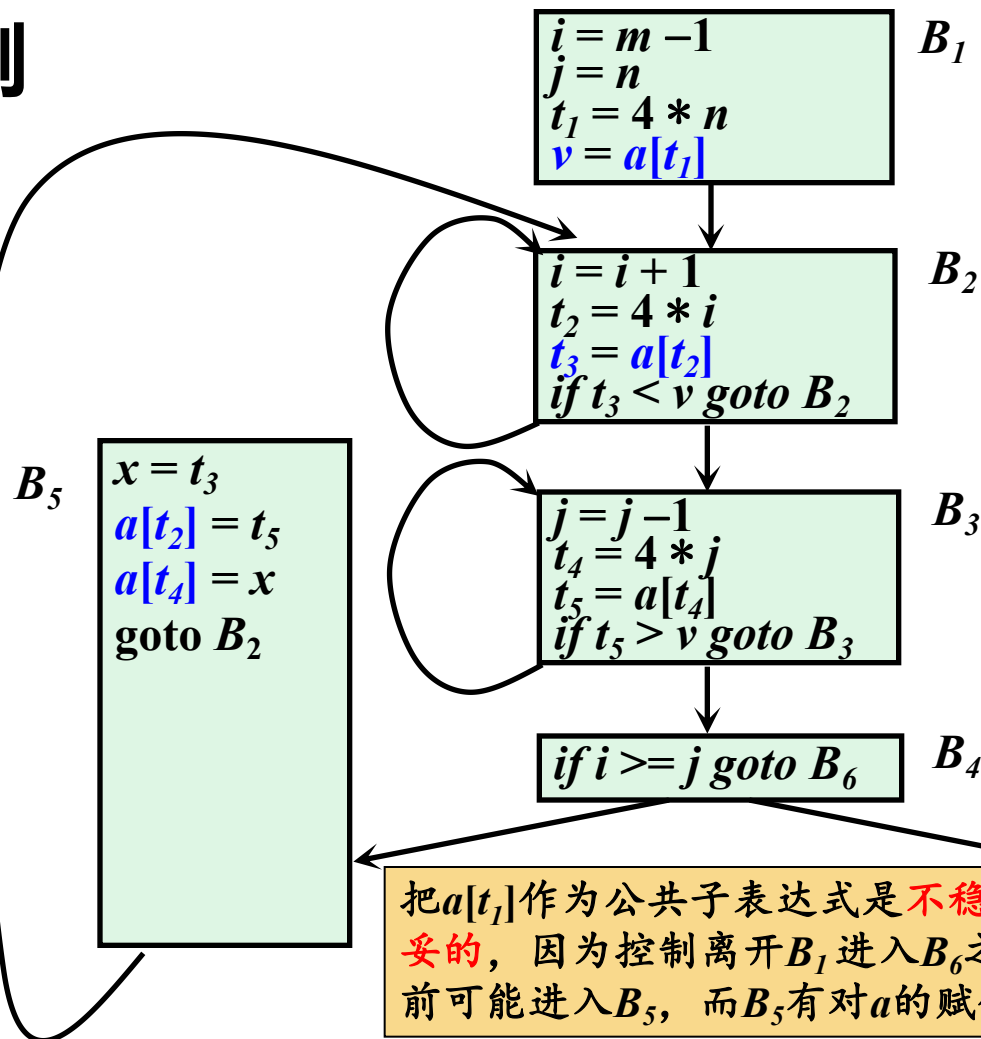 例
i = m – 1
j = n
t1 = 4 * n
v = a[t1]
B1
i = i + 1
t2 = 4 * i
t3 = a[t2]
if t3 < v goto B2
B2
B5
x = t3
a[t2] = t5
a[t4] = x
goto B2
j = j – 1
t4 = 4 * j
t5 = a[t4]
if t5 > v goto B3
B3
if i >= j goto B6
B4
把a[t1]作为公共子表达式是不稳
妥的，因为控制离开B1进入B6之
前可能进入B5，而B5有对a的赋